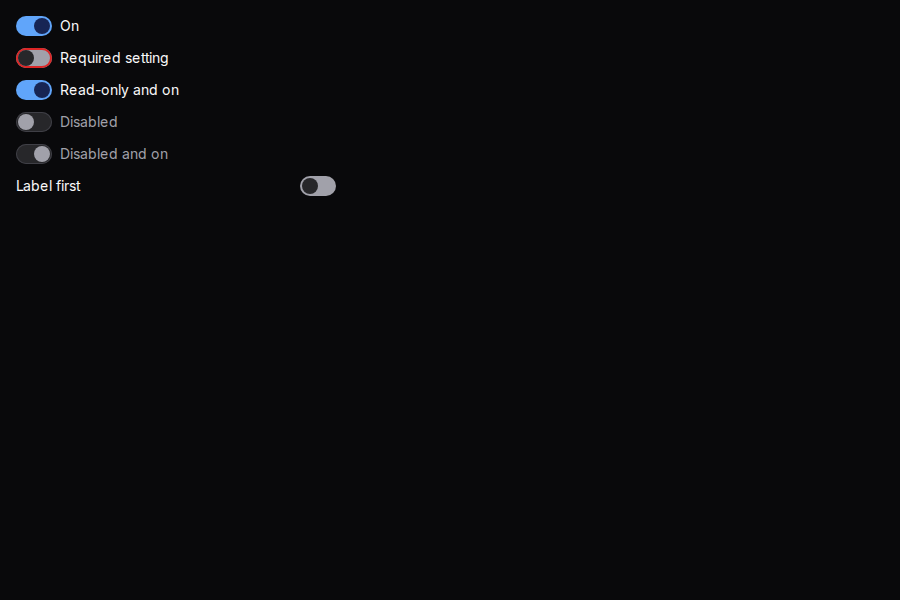 On
Required setting
Read-only and on
Disabled
Disabled and on
Label first